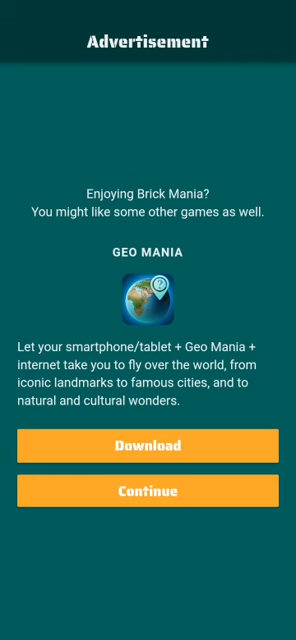 Advertisement
Enjoying Brick Mania?
You might like some other games as well.
GEO MANIA
?
Let your smartphone/tablet + Geo Mania +
internet take you to fly over the world, from
iconic landmarks to famous cities, and to
natural and cultural wonders.
Download
Continue